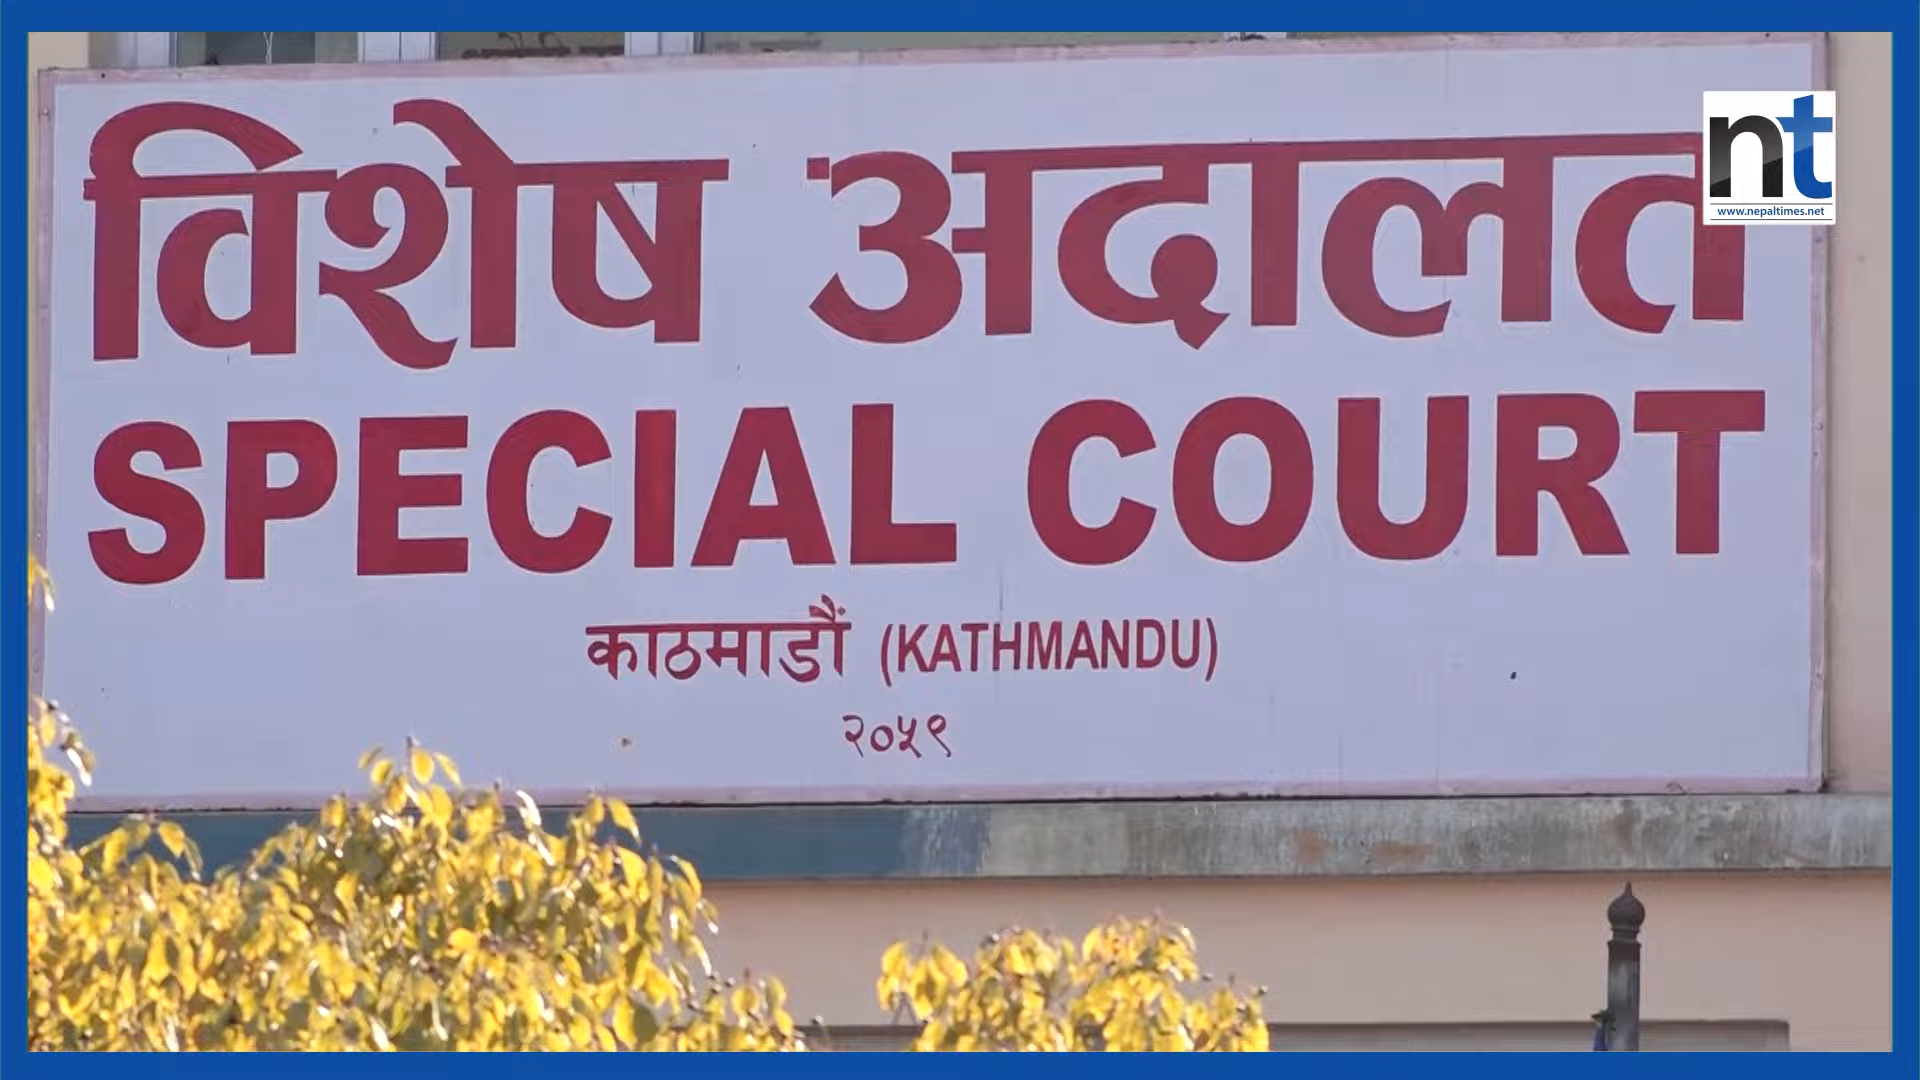 विशेष अदालत
nt
www.nepaltimes.net
SPECIAL COURT
काठमाडौं (KATHMANDU)
२०५९